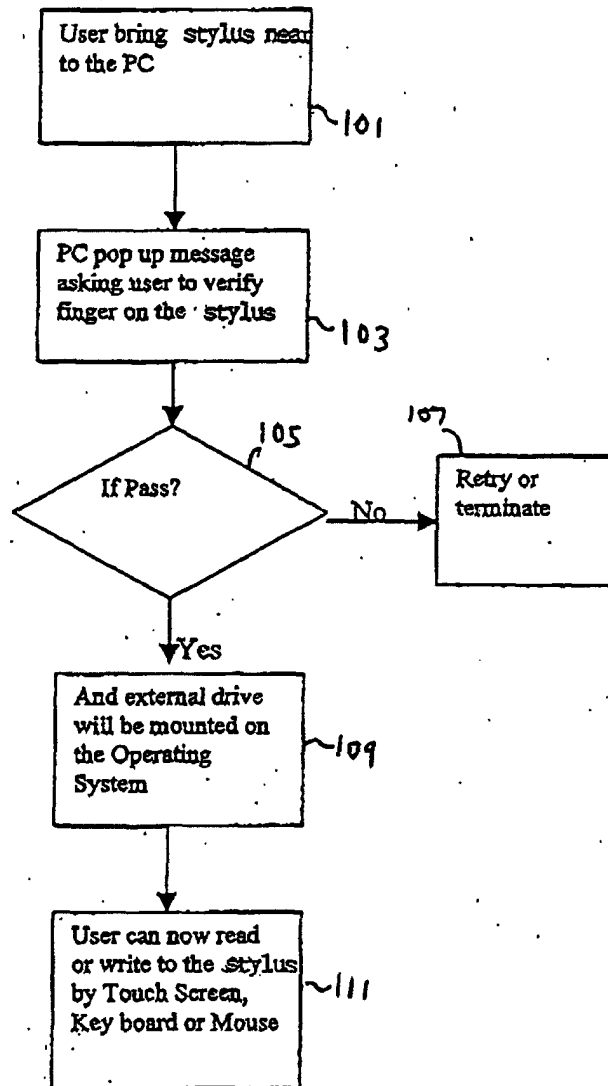 User bring stylus near
to the PC
101
PC pop up message
asking user to verify
finger on the stylus
103
105
If Pass?
107
No
Retry or
terminate
Yes
And external drive
will be mounted on
the Operating
System
109
User can now read
or write to the stylus
by Touch Screen,
Key board or Mouse
111